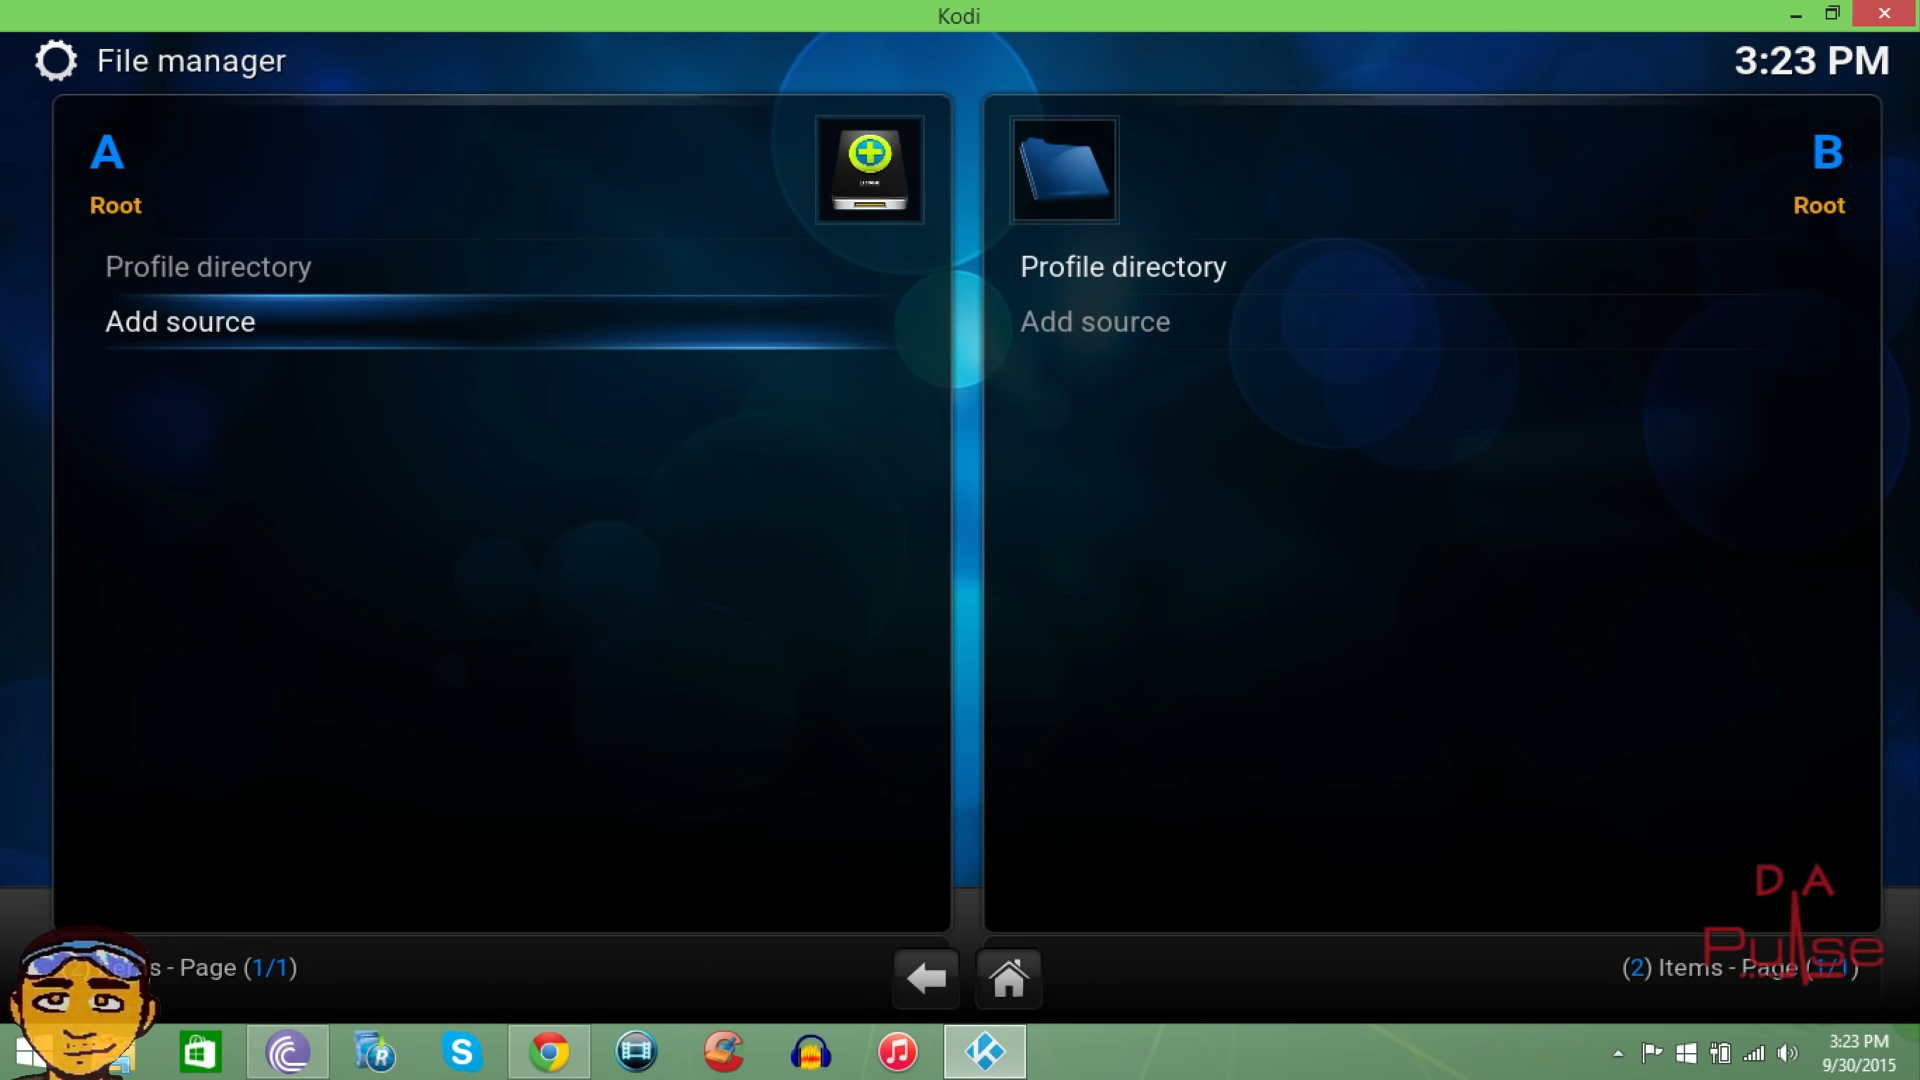 Kodi
File manager
3:23 PM
A
Root
Profile directory
Add source
B
Root
Profile directory
Add source
D A
Pulse
s - Page (1/1)
(2) Items - Page (1/1)
3:23 PM
9/30/2015